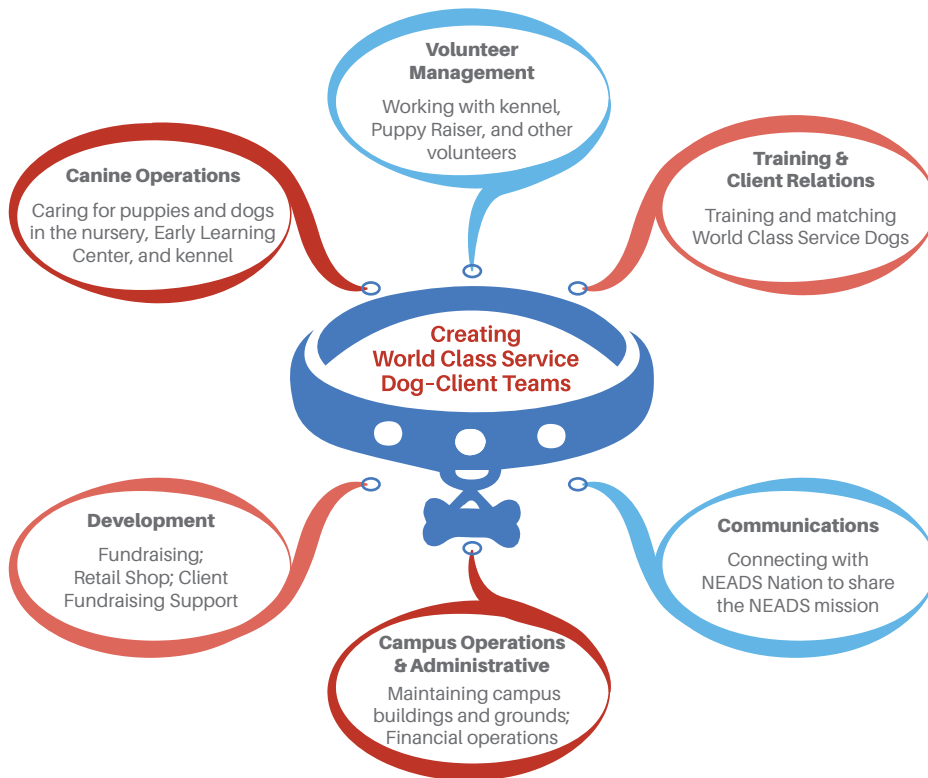 Volunteer
Management
Working with kennel,
Puppy Raiser, and other
volunteers
Canine Operations
Caring for puppies and dogs
in the nursery, Early Learning
Center, and kennel
Training &
Client Relations
Training and matching
World Class Service Dogs
Creating
World Class Service
Dog–Client Teams
Development
Fundraising;
Retail Shop; Client
Fundraising Support
Communications
Connecting with
NEADS Nation to share
the NEADS mission
Campus Operations
& Administrative
Maintaining campus
buildings and grounds;
Financial operations